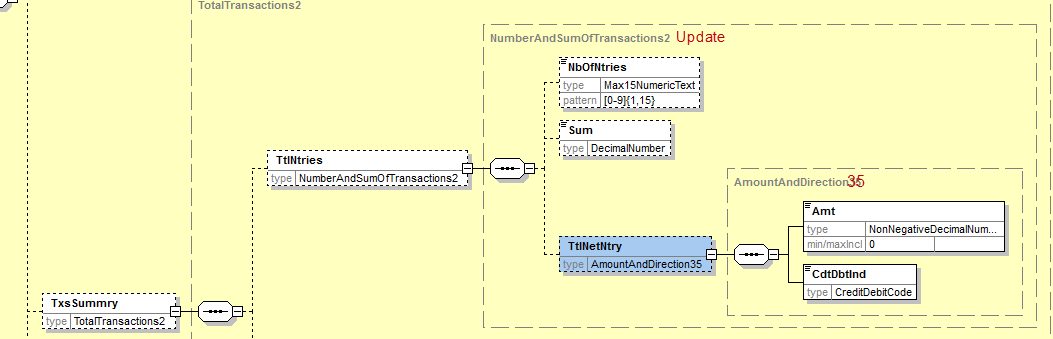 TotalTransactions2
NumberAndSumOfTransactions2 Update
NbOfNtries
type Max15NumericText
pattern [0-9]{1,15}
Sum
type DecimalNumber
TtlNtries
type NumberAndSumOfTransactions2
AmountAndDirection35
Amt
type NonNegativeDecimalNum...
min/maxIncl 0
TtlNetNtry
type AmountAndDirection35
CdtDbtInd
type CreditDebitCode
TxsSummry
type TotalTransactions2